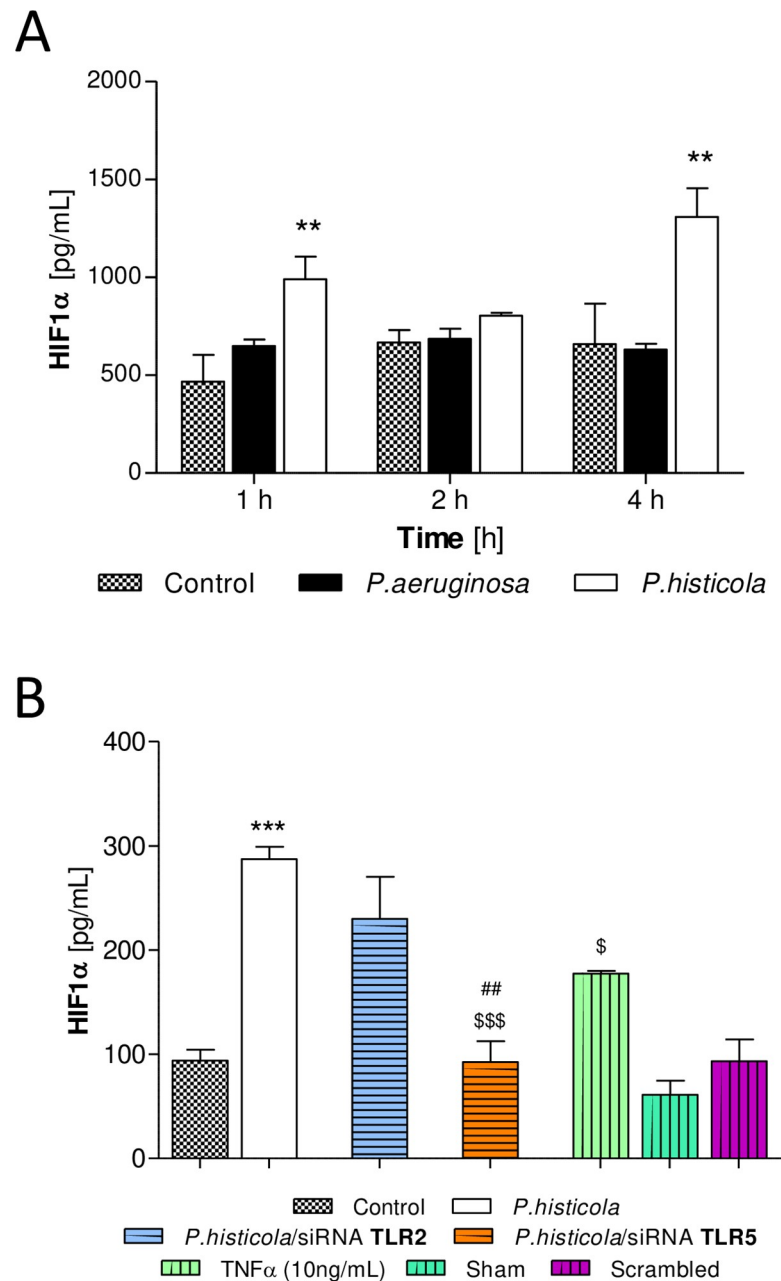 A
2000
1500
1000
500
0
HIF1α [pg/mL]
**
**
1 h 2 h 4 h
Time [h]
Control P.aeruginosa P.histicola
B
400
300
200
100
0
HIF1α [pg/mL]
***
##
$$$
$
Control P.histicola
P.histicola/siRNA TLR2 P.histicola/siRNA TLR5
TNFα (10ng/mL) Sham Scrambled